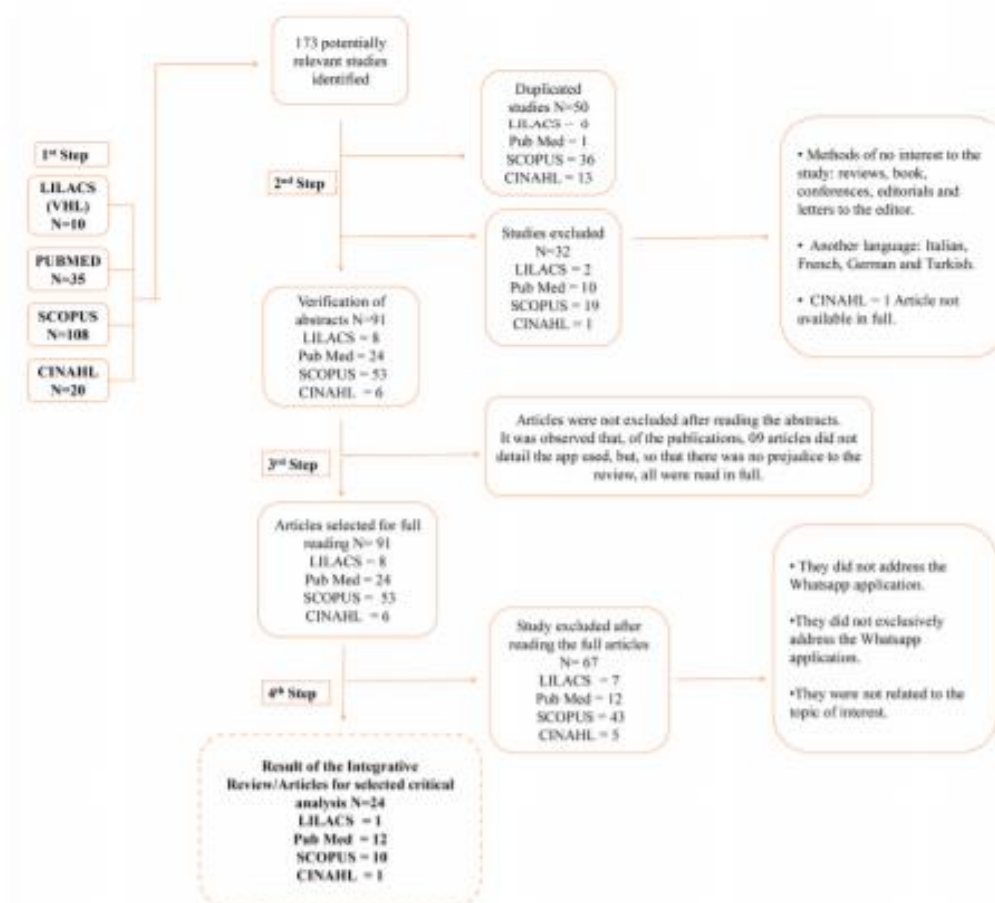 173 potentially
relevant studies
identified
1st Step
LILACS
(VHL)
N=10
PUBMED
N=35
SCOPUS
N=108
CINAHL
N=20
2nd Step
Duplicated
studies N=50
LILACS – 0
Pub Med = 1
SCOPUS = 36
CINAHL = 13
Studies excluded
N=32
LILACS = 2
Pub Med = 10
SCOPUS = 19
CINAHL = 1
• Methods of no interest to the
study: reviews, book,
conferences, editorials and
letters to the editor.
• Another language: Italian,
French, German and Turkish.
• CINAHL = 1 Article not
available in full.
Verification of
abstracts N=91
LILACS = 8
Pub Med = 24
SCOPUS = 53
CINAHL = 6
3rd Step
Articles were not excluded after reading the abstracts.
It was observed that, of the publications, 09 articles did not
detail the app used, but, so that there was no prejudice to the
review, all were read in full.
Articles selected for full
reading N= 91
LILACS = 8
Pub Med = 24
SCOPUS = 53
CINAHL = 6
4th Step
Study excluded after
reading the full articles
N= 67
LILACS = 7
Pub Med = 12
SCOPUS = 43
CINAHL = 5
• They did not address the
Whatsapp application.
•They did not exclusively
address the Whatsapp
application.
•They were not related to the
topic of interest.
Result of the Integrative
Review/Articles for selected critical
analysis N=24
LILACS = 1
Pub Med = 12
SCOPUS = 10
CINAHL = 1